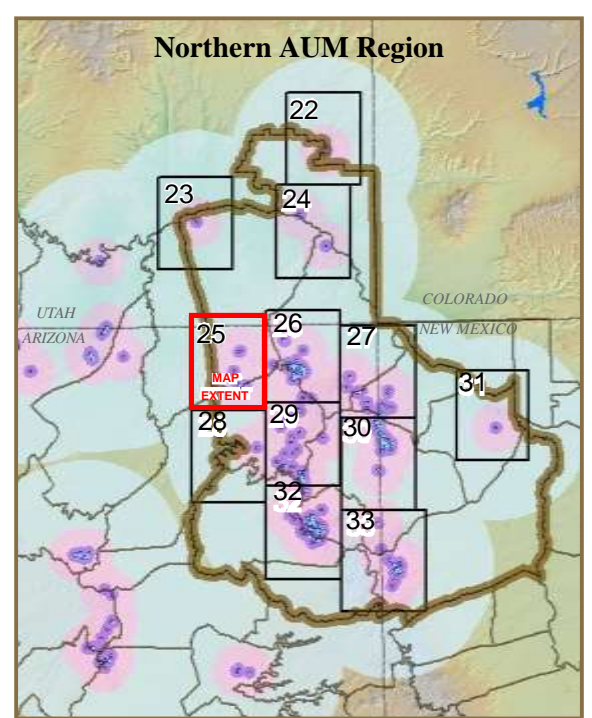 Northern AUM Region
22
23
24
COLORADO
UTAH
NEW MEXICO
ARIZONA
25
26
27
MAP
EXTENT
31
28
29
30
32
33